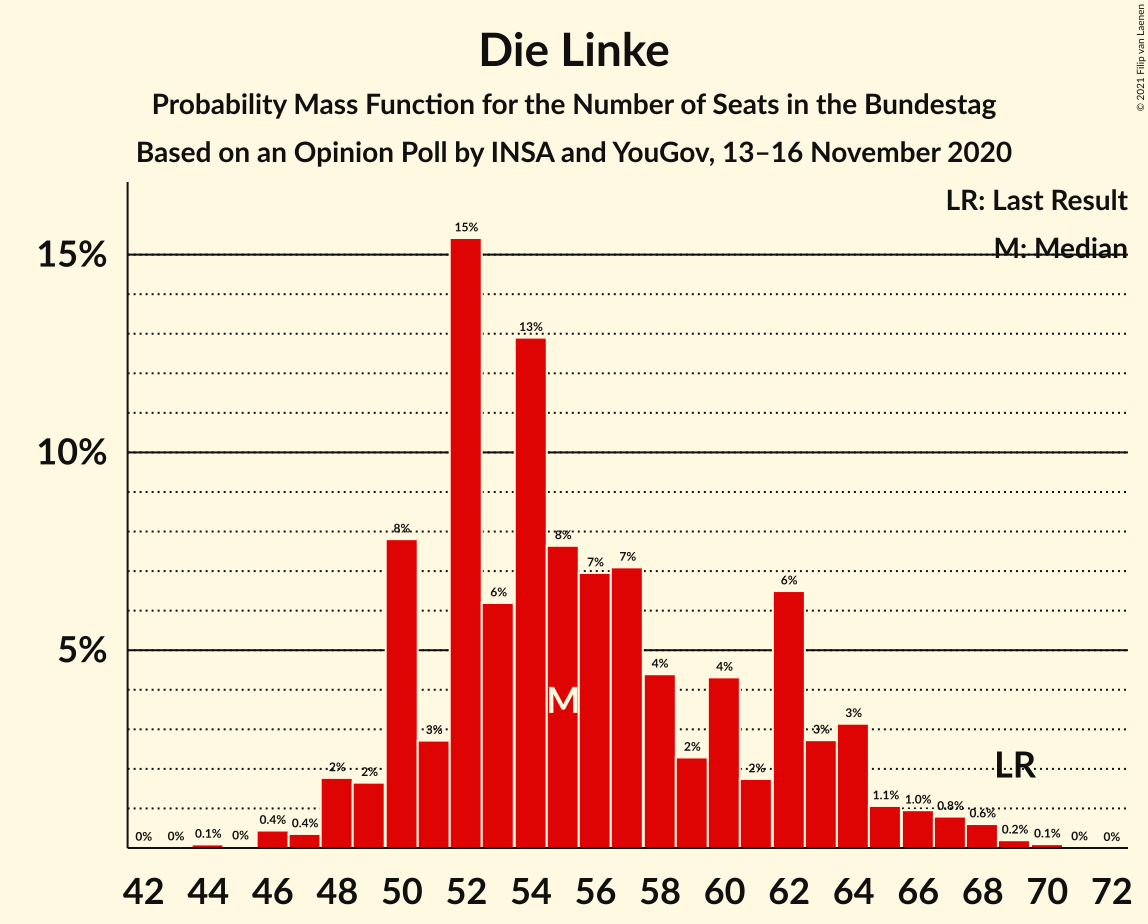 Die Linke
Probability Mass Function for the Number of Seats in the Bundestag
Based on an Opinion Poll by INSA and YouGov, 13–16 November 2020
© 2021 Filip van Laenen
LR: Last Result
M: Median
15%
10%
5%
0% 0% 0.1% 0% 0.4% 0.4% 2% 2% 8% 3% 15% 6% 13% 8% 7% 7% 4% 2% 4% 2% 6% 3% 3% 1.1% 1.0% 0.8% 0.6% 0.2% 0.1% 0% 0%
M
LR
42 44 46 48 50 52 54 56 58 60 62 64 66 68 70 72